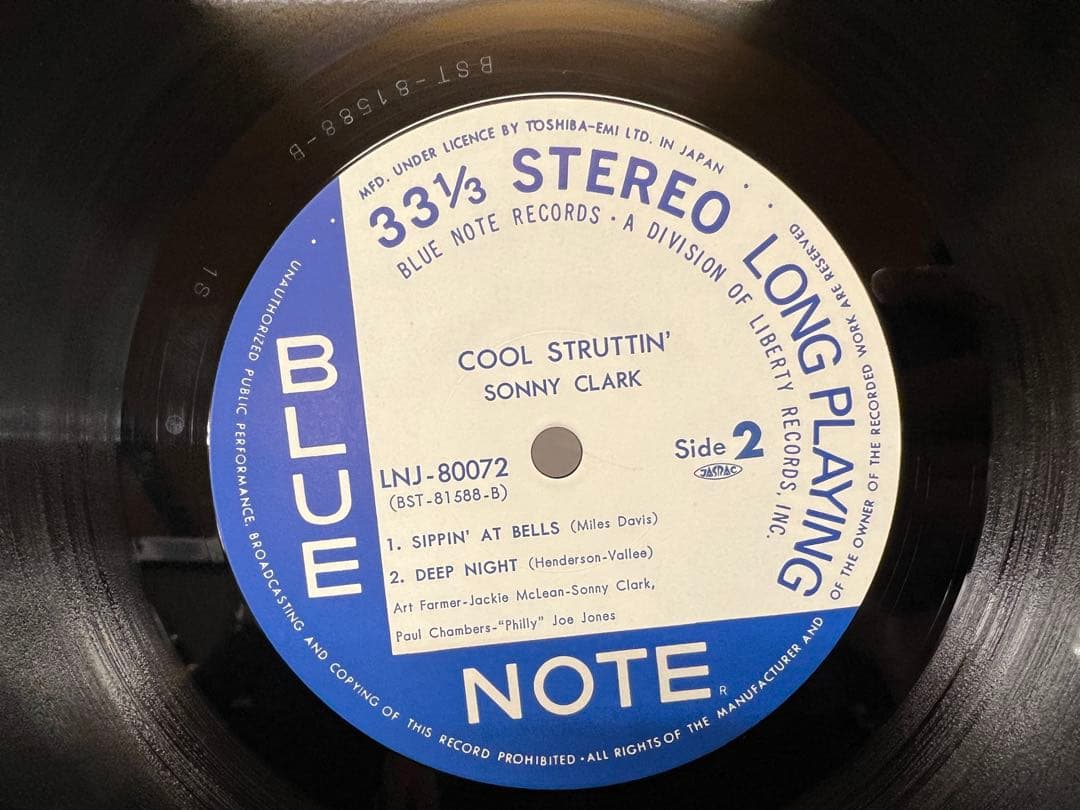 BST-81588-B
1S
MFD. UNDER LICENCE BY TOSHIBA-EMI LTD. IN JAPAN
33⅓ STEREO LONG PLAYING
BLUE NOTE RECORDS · A DIVISION OF LIBERTY RECORDS, INC.
COOL STRUTTIN'
SONNY CLARK
Side 2
JASRAC
LNJ-80072
(BST-81588-B)
1. SIPPIN' AT BELLS (Miles Davis)
2. DEEP NIGHT (Henderson-Vallee)
Art Farmer-Jackie McLean-Sonny Clark,
Paul Chambers-"Philly" Joe Jones
BLUE
NOTE
R
UNAUTHORIZED PUBLIC PERFORMANCE, BROADCASTING AND COPYING OF THIS RECORD PROHIBITED · ALL RIGHTS OF THE MANUFACTURER AND OF THE OWNER OF THE RECORDED WORK ARE RESERVED